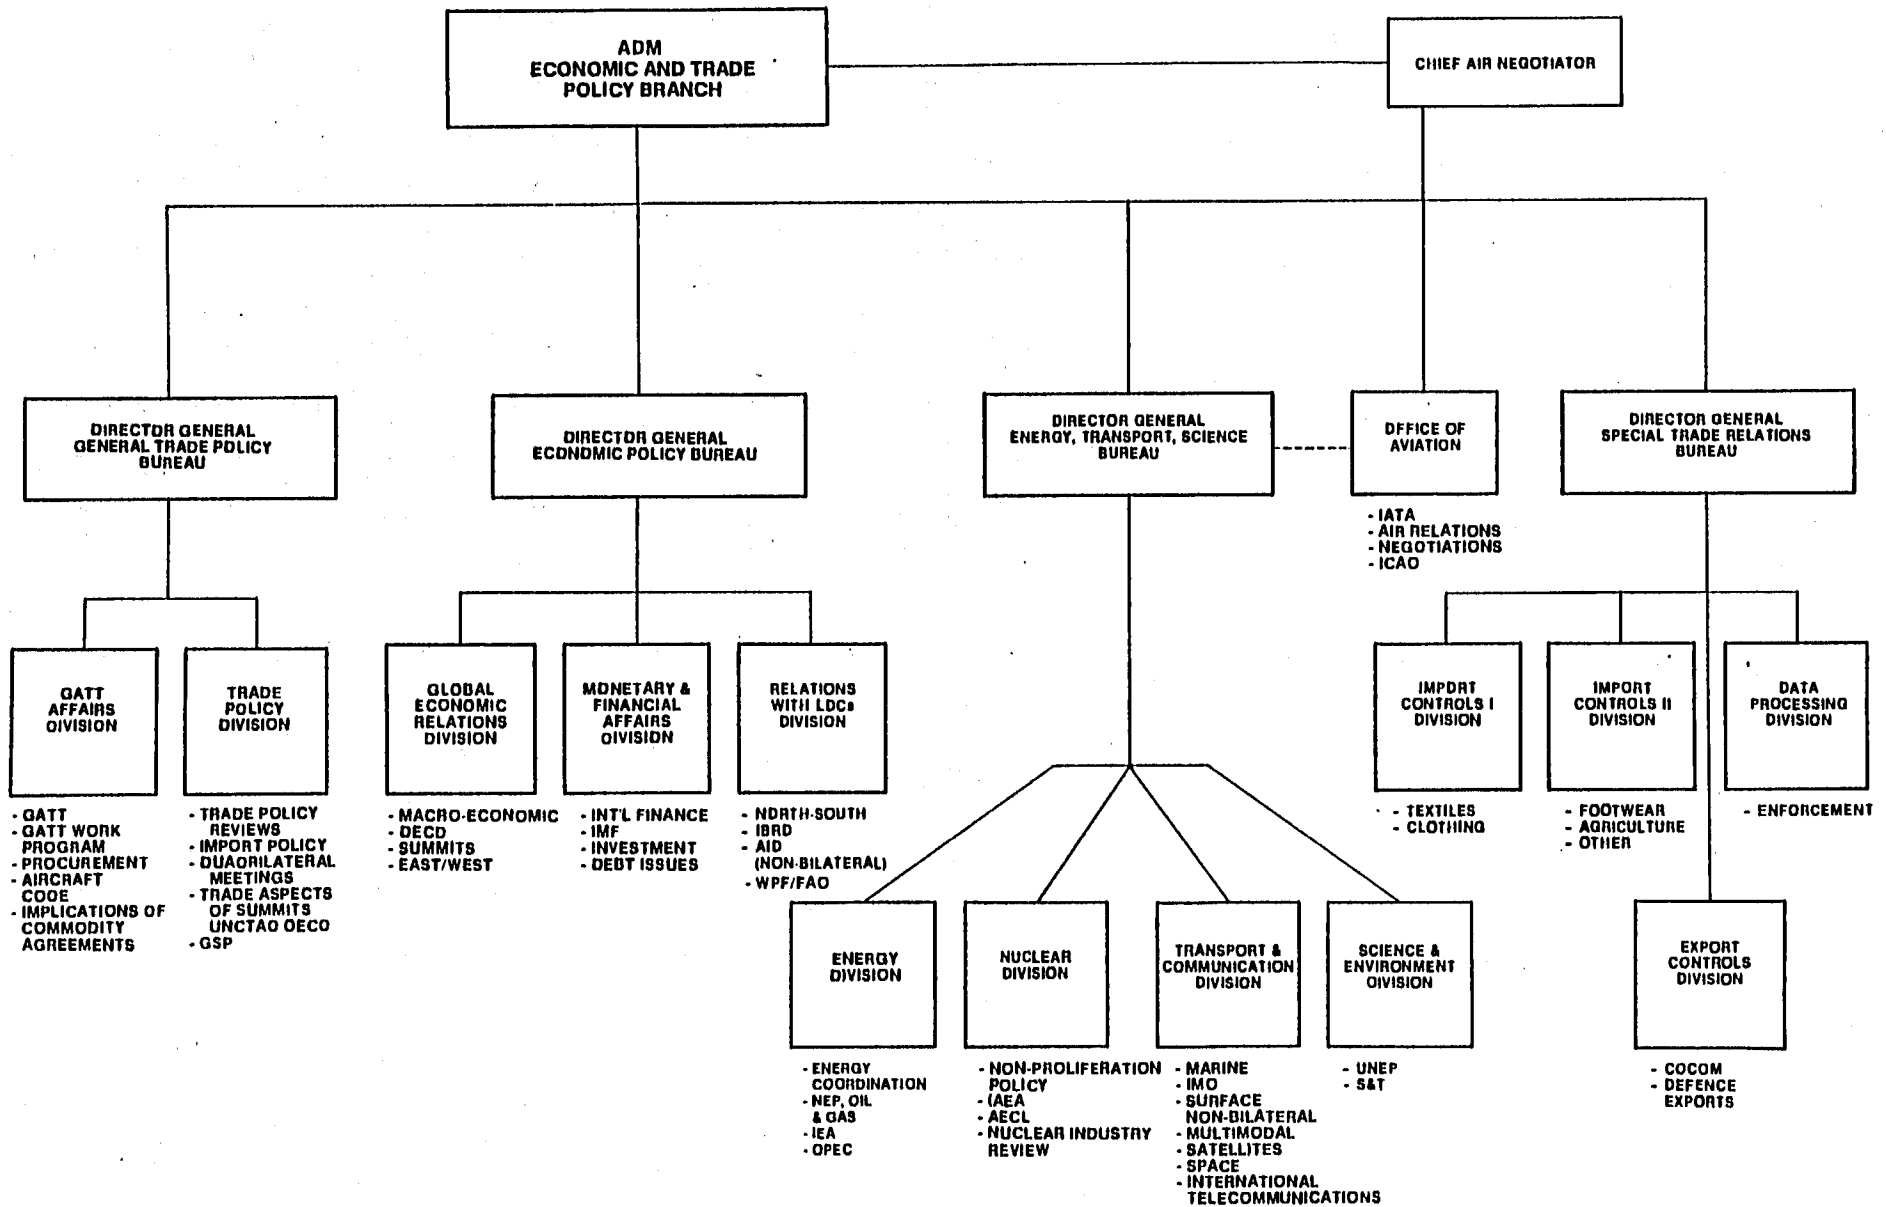 ADM
ECONOMIC AND TRADE
POLICY BRANCH
CHIEF AIR NEGOTIATOR
DIRECTOR GENERAL
GENERAL TRADE POLICY
BUREAU
DIRECTOR GENERAL
ECONOMIC POLICY BUREAU
DIRECTOR GENERAL
ENERGY, TRANSPORT, SCIENCE
BUREAU
OFFICE OF
AVIATION
DIRECTOR GENERAL
SPECIAL TRADE RELATIONS
BUREAU
- IATA
- AIR RELATIONS
- NEGOTIATIONS
- ICAO
GATT
AFFAIRS
DIVISION
TRADE
POLICY
DIVISION
GLOBAL
ECONOMIC
RELATIONS
DIVISION
MONETARY &
FINANCIAL
AFFAIRS
DIVISION
RELATIONS
WITH LDCs
DIVISION
IMPORT
CONTROLS I
DIVISION
IMPORT
CONTROLS II
DIVISION
DATA
PROCESSING
DIVISION
- GATT
- GATT WORK
PROGRAM
- PROCUREMENT
- AIRCRAFT
CODE
- IMPLICATIONS OF
COMMODITY
AGREEMENTS
- TRADE POLICY
REVIEWS
- IMPORT POLICY
- QUADRILATERAL
MEETINGS
- TRADE ASPECTS
OF SUMMITS
UNCTAD OECD
- GSP
- MACRO-ECONOMIC
- OECD
- SUMMITS
- EAST/WEST
- INT'L FINANCE
- IMF
- INVESTMENT
- DEBT ISSUES
- NORTH-SOUTH
- IBRD
- AID
(NON-BILATERAL)
- WPF/FAO
- TEXTILES
- CLOTHING
- FOOTWEAR
- AGRICULTURE
- OTHER
- ENFORCEMENT
ENERGY
DIVISION
NUCLEAR
DIVISION
TRANSPORT &
COMMUNICATION
DIVISION
SCIENCE &
ENVIRONMENT
DIVISION
EXPORT
CONTROLS
DIVISION
- ENERGY
COORDINATION
- NEP, OIL
& GAS
- IEA
- OPEC
- NON-PROLIFERATION
POLICY
- IAEA
- AECL
- NUCLEAR INDUSTRY
REVIEW
- MARINE
- IMO
- SURFACE
NON-BILATERAL
- MULTIMODAL
- SATELLITES
- SPACE
- INTERNATIONAL
TELECOMMUNICATIONS
- UNEP
- S&T
- COCOM
- DEFENCE
EXPORTS